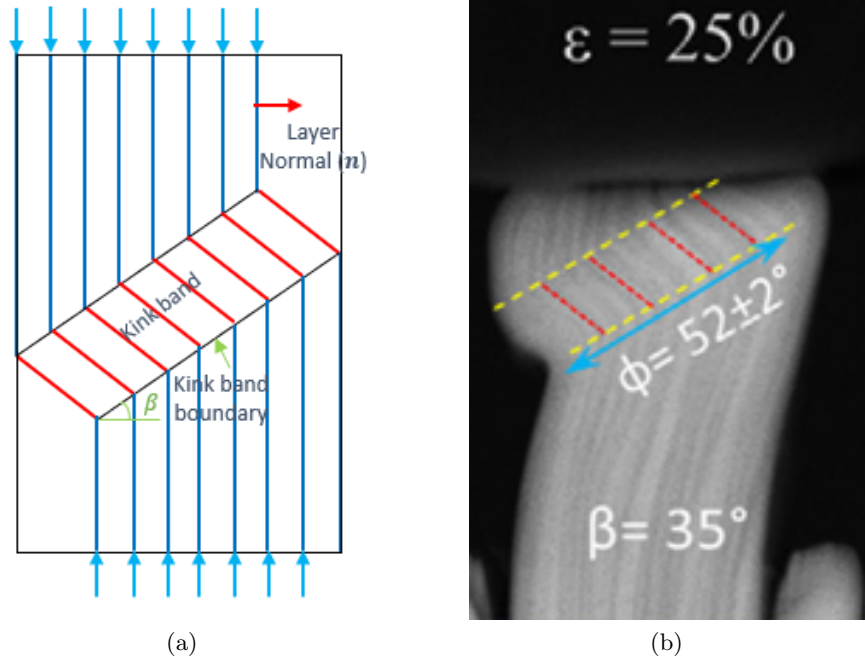 Layer
Normal (n)
Kink band
Kink band
boundary
β
(a)
ε = 25%
ϕ= 52±2°
β= 35°
(b)